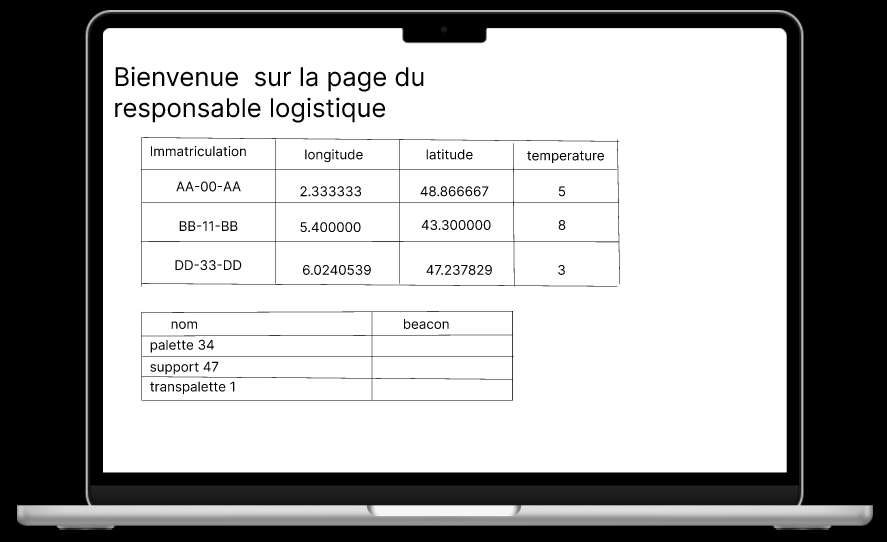 Bienvenue  sur la page du
responsable logistique
Immatriculation longitude latitude temperature
AA-00-AA 2.333333 48.866667 5
BB-11-BB 5.400000 43.300000 8
DD-33-DD 6.0240539 47.237829 3
nom beacon
palette 34
support 47
transpalette 1